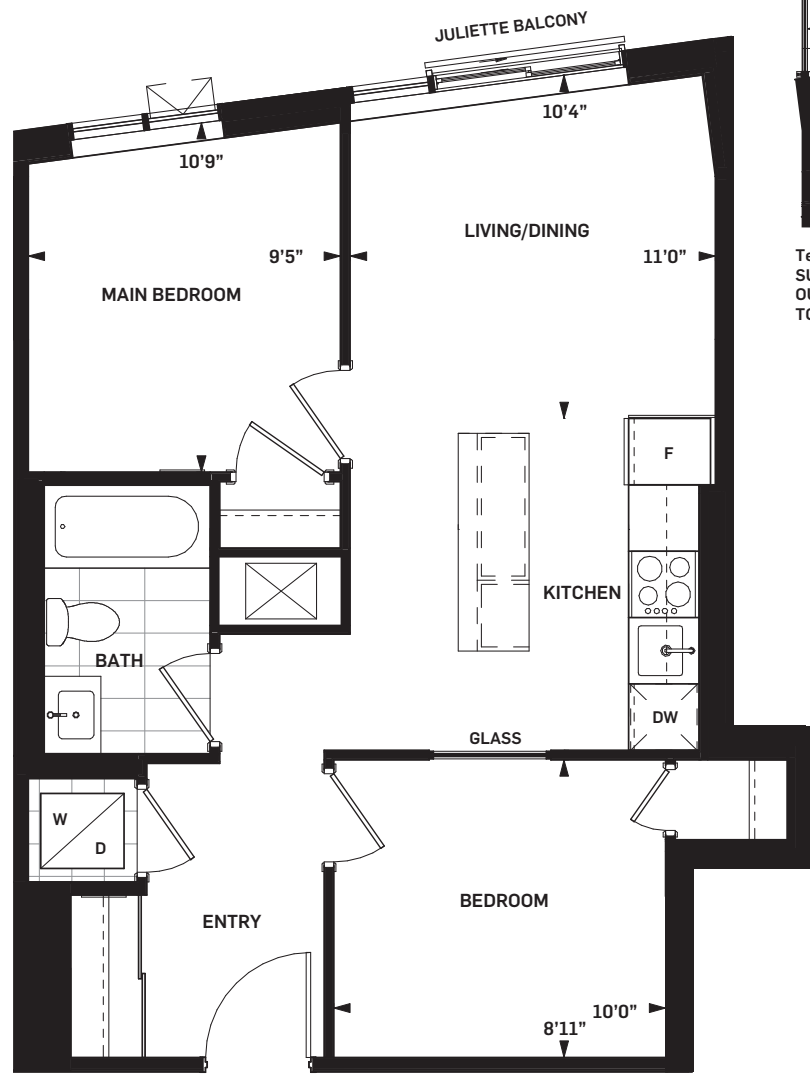 JULIETTE BALCONY
10'4"
10'9"
LIVING/DINING
9'5"
11'0"
MAIN BEDROOM
F
KITCHEN
BATH
DW
GLASS
W
D
BEDROOM
ENTRY
10'0"
8'11"